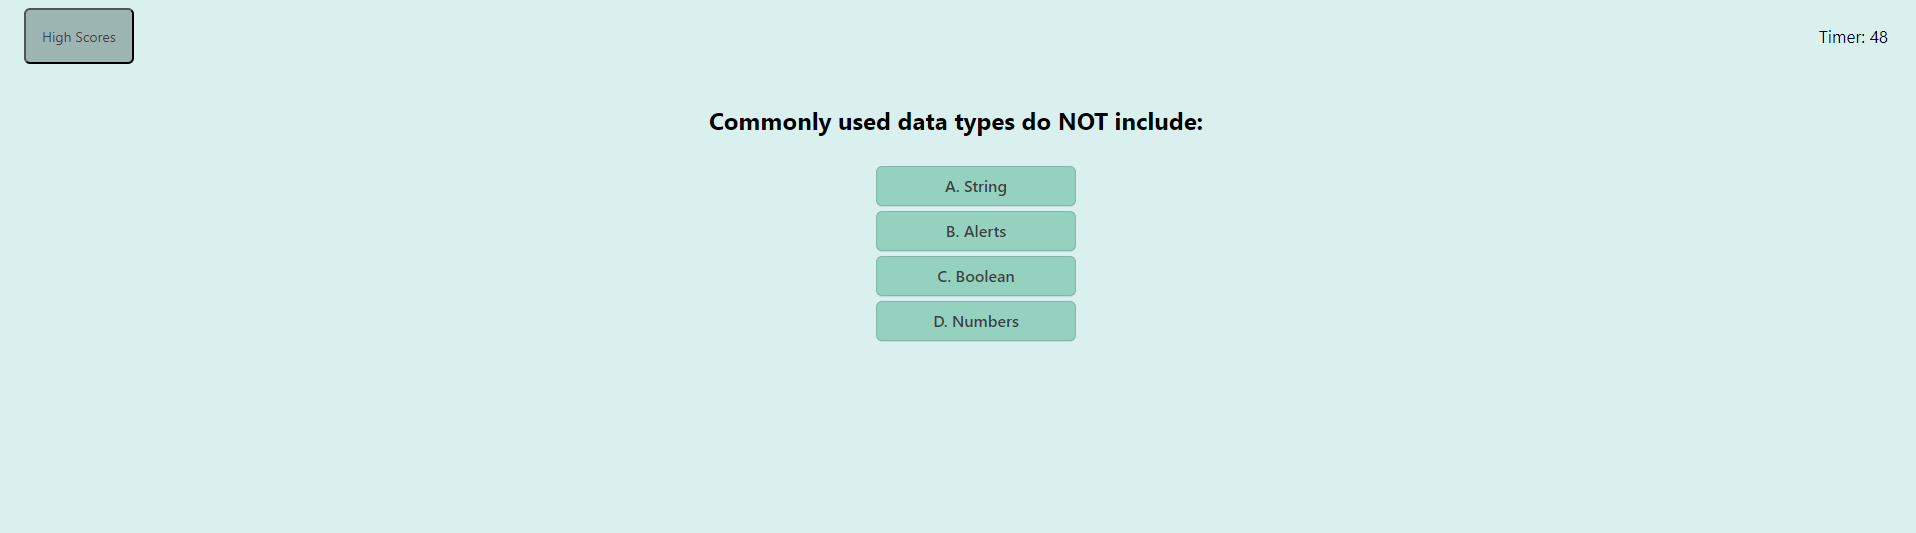 High Scores
Timer: 48
Commonly used data types do NOT include:
A. String
B. Alerts
C. Boolean
D. Numbers